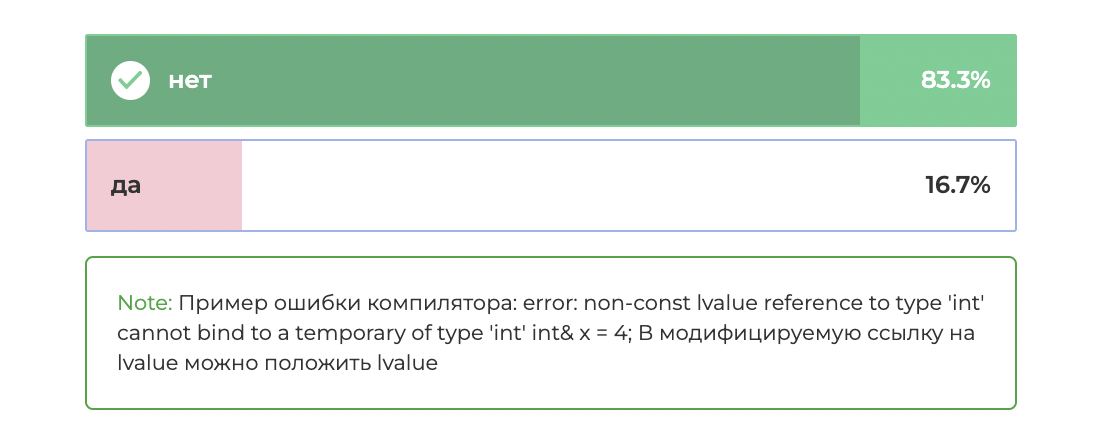 нет 83.3%
да 16.7%
Note: Пример ошибки компилятора: error: non-const lvalue reference to type 'int'
cannot bind to a temporary of type 'int' int& x = 4; В модифицируемую ссылку на
lvalue можно положить lvalue